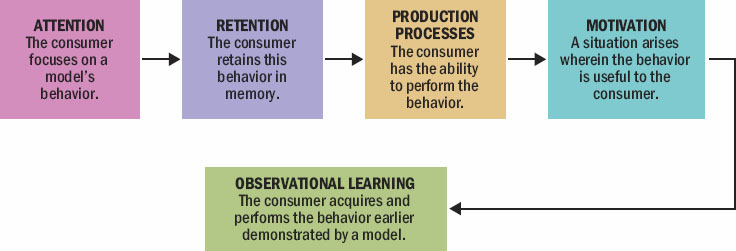 ATTENTION
The consumer
focuses on a
model's
behavior.
RETENTION
The consumer
retains this
behavior in
memory.
PRODUCTION
PROCESSES
The consumer
has the ability
to perform the
behavior.
MOTIVATION
A situation arises
wherein the behavior
is useful to the
consumer.
OBSERVATIONAL LEARNING
The consumer acquires and
performs the behavior earlier
demonstrated by a model.